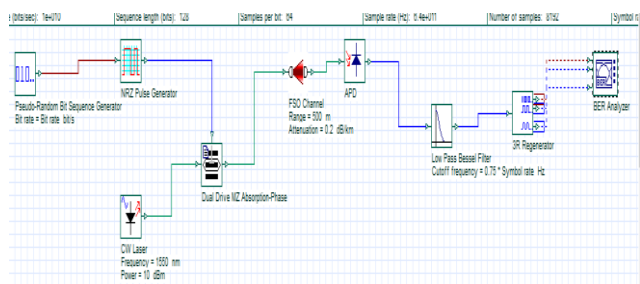 (bits/sec): 1e+010 Sequence length (bits): 128 Samples per bit: 64 Sample rate (Hz): 6.4e+011 Number of samples: 8192 Symbol r
NRZ Pulse Generator
APD
BER Analyzer
Pseudo-Random Bit Sequence Generator
Bit rate = Bit rate bit/s
FSO Channel
Range = 500 m
Attenuation = 0.2 dB/km
3R Regenerator
Low Pass Bessel Filter
Cutoff frequency = 0.75 * Symbol rate Hz
Dual Drive MZ Absorption-Phase
CW Laser
Frequency = 1550 nm
Power = 10 dBm